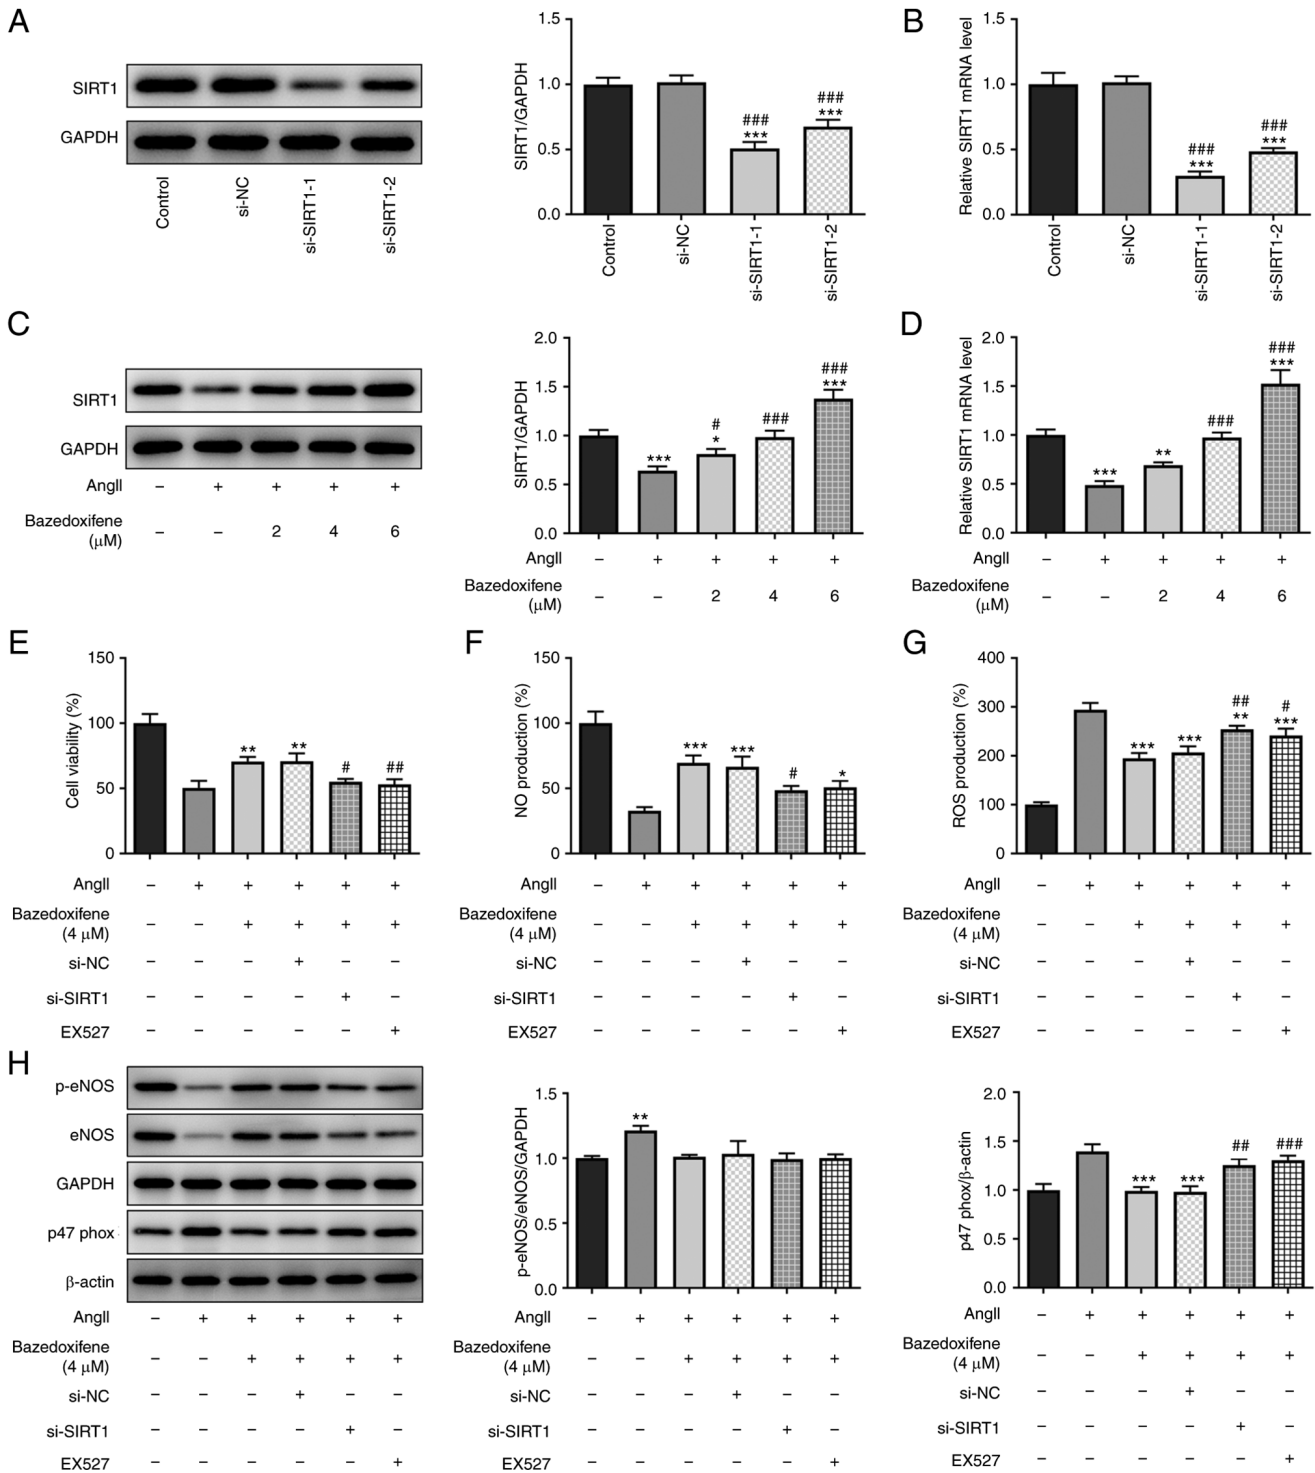 A
SIRT1
GAPDH
Control
si-NC
si-SIRT1-1
si-SIRT1-2
SIRT1/GAPDH
1.5
1.0
0.5
0.0
###
***
###
***
Control
si-NC
si-SIRT1-1
si-SIRT1-2
B
Relative SIRT1 mRNA level
1.5
1.0
0.5
0.0
###
***
###
***
Control
si-NC
si-SIRT1-1
si-SIRT1-2
C
SIRT1
GAPDH
AngII – + + + +
Bazedoxifene
(μM) – – 2 4 6
SIRT1/GAPDH
2.0
1.5
1.0
0.5
0.0
***
#
*
###
###
***
AngII – + + + +
Bazedoxifene
(μM) – – 2 4 6
D
Relative SIRT1 mRNA level
2.0
1.5
1.0
0.5
0.0
***
**
###
###
***
AngII – + + + +
Bazedoxifene
(μM) – – 2 4 6
E
Cell viability (%)
150
100
50
0
** ** # ##
AngII – + + + + +
Bazedoxifene
(4 μM) – – + + + +
si-NC – – – + – –
si-SIRT1 – – – – + –
EX527 – – – – – +
F
NO production (%)
150
100
50
0
*** *** # *
AngII – + + + + +
Bazedoxifene
(4 μM) – – + + + +
si-NC – – – + – –
si-SIRT1 – – – – + –
EX527 – – – – – +
G
ROS production (%)
400
300
200
100
0
*** ***
##
**
#
***
AngII – + + + + +
Bazedoxifene
(4 μM) – – + + + +
si-NC – – – + – –
si-SIRT1 – – – – + –
EX527 – – – – – +
H
p-eNOS
eNOS
GAPDH
p47 phox
β-actin
AngII – + + + + +
Bazedoxifene
(4 μM) – – + + + +
si-NC – – – + – –
si-SIRT1 – – – – + –
EX527 – – – – – +
p-eNOS/eNOS/GAPDH
1.5
1.0
0.5
0.0
**
AngII – + + + + +
Bazedoxifene
(4 μM) – – + + + +
si-NC – – – + – –
si-SIRT1 – – – – + –
EX527 – – – – – +
p47 phox/β-actin
2.0
1.5
1.0
0.5
0.0
*** *** ## ###
AngII – + + + + +
Bazedoxifene
(4 μM) – – + + + +
si-NC – – – + – –
si-SIRT1 – – – – + –
EX527 – – – – – +